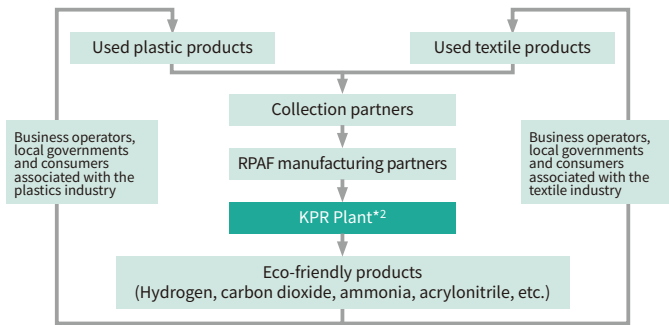 Used plastic products
Used textile products
Collection partners
Business operators,
local governments
and consumers
associated with the
plastics industry
Business operators,
local governments
and consumers
associated with the
textile industry
RPAF manufacturing partners
KPR Plant*2
Eco-friendly products
(Hydrogen, carbon dioxide, ammonia, acrylonitrile, etc.)